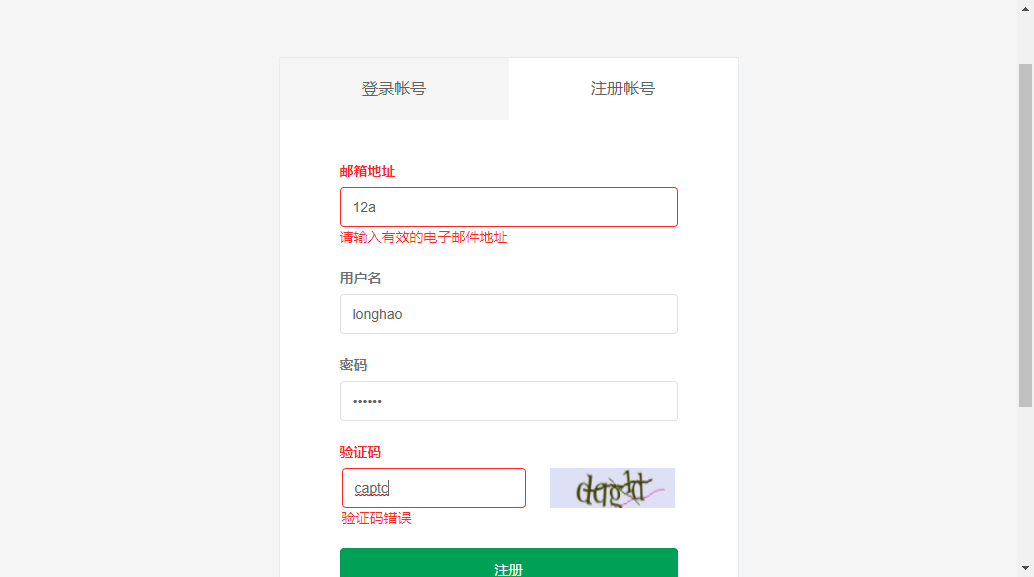 登录帐号
注册帐号
邮箱地址
12a
请输入有效的电子邮件地址
用户名
longhao
密码
••••••
验证码
captc
验证码错误
注册